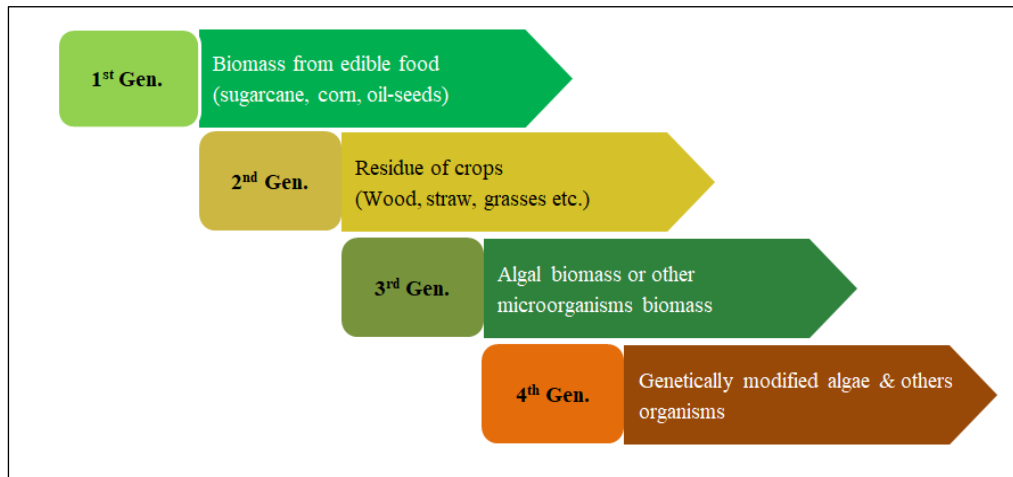 1st Gen.
Biomass from edible food
(sugarcane, corn, oil-seeds)
2nd Gen.
Residue of crops
(Wood, straw, grasses etc.)
3rd Gen.
Algal biomass or other
microorganisms biomass
4th Gen.
Genetically modified algae & others
organisms